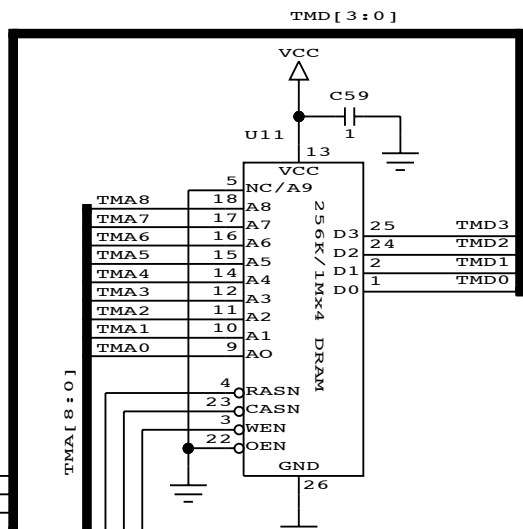 TMD[3:0]
VCC
C59
1
U11
13
VCC
5 NC/A9
TMA8 18 A8
TMA7 17 A7
TMA6 16 A6
TMA5 15 A5
TMA4 14 A4
TMA3 12 A3
TMA2 11 A2
TMA1 10 A1
TMA0 9 A0
256K/1Mx4 DRAM
D3 25 TMD3
D2 24 TMD2
D1 2 TMD1
D0 1 TMD0
4 RASN
23 CASN
3 WEN
22 OEN
TMA[8:0]
GND
26